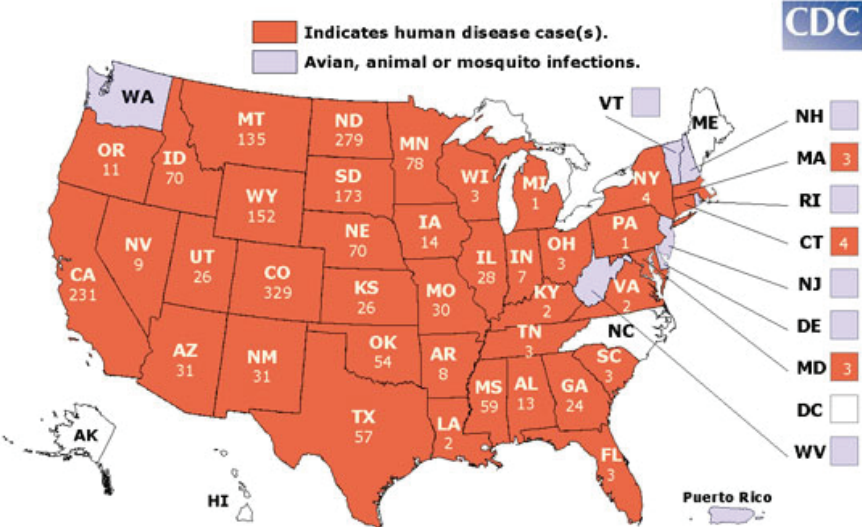 CDC
Indicates human disease case(s).
Avian, animal or mosquito infections.
WA
VT
ME
NH
MT
135
ND
279
MN
78
OR
11
ID
70
MA
3
SD
173
WI
3
MI
1
NY
4
WY
152
RI
IA
14
PA
1
NE
70
CT
4
NV
9
UT
26
OH
3
IL
28
IN
7
CO
329
CA
231
NJ
KS
26
MO
30
KY
2
VA
2
DE
NC
TN
3
OK
54
AZ
31
NM
31
AR
8
SC
3
MD
3
MS
59
AL
13
GA
24
DC
TX
57
LA
2
AK
WV
FL
3
HI
Puerto Rico